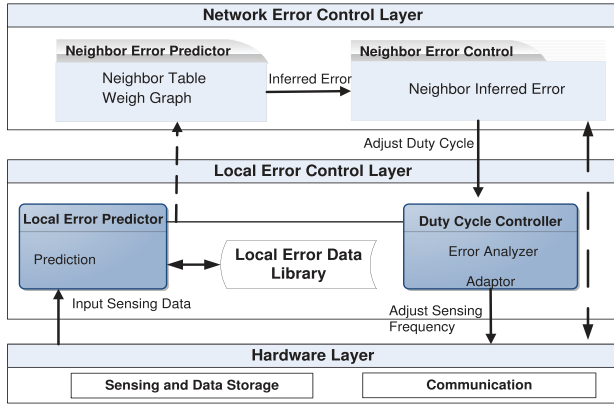 Network Error Control Layer
Neighbor Error Predictor
Neighbor Table
Weigh Graph
Inferred Error
Neighbor Error Control
Neighbor Inferred Error
Adjust Duty Cycle
Local Error Control Layer
Local Error Predictor
Prediction
Local Error Data
Library
Duty Cycle Controller
Error Analyzer
Adaptor
Input Sensing Data
Adjust Sensing
Frequency
Hardware Layer
Sensing and Data Storage
Communication